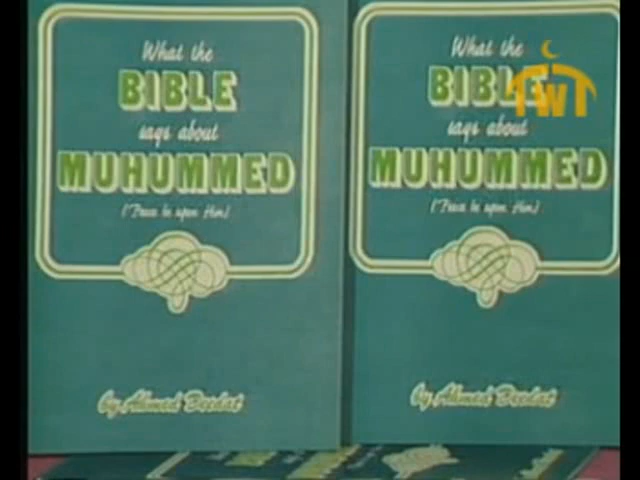 What the
BIBLE
says about
MUHUMMED
(Peace be upon Him)
by Ahmed Deedat
What the
BIBLE
says about
MUHUMMED
(Peace be upon Him)
by Ahmed Deedat
TWT